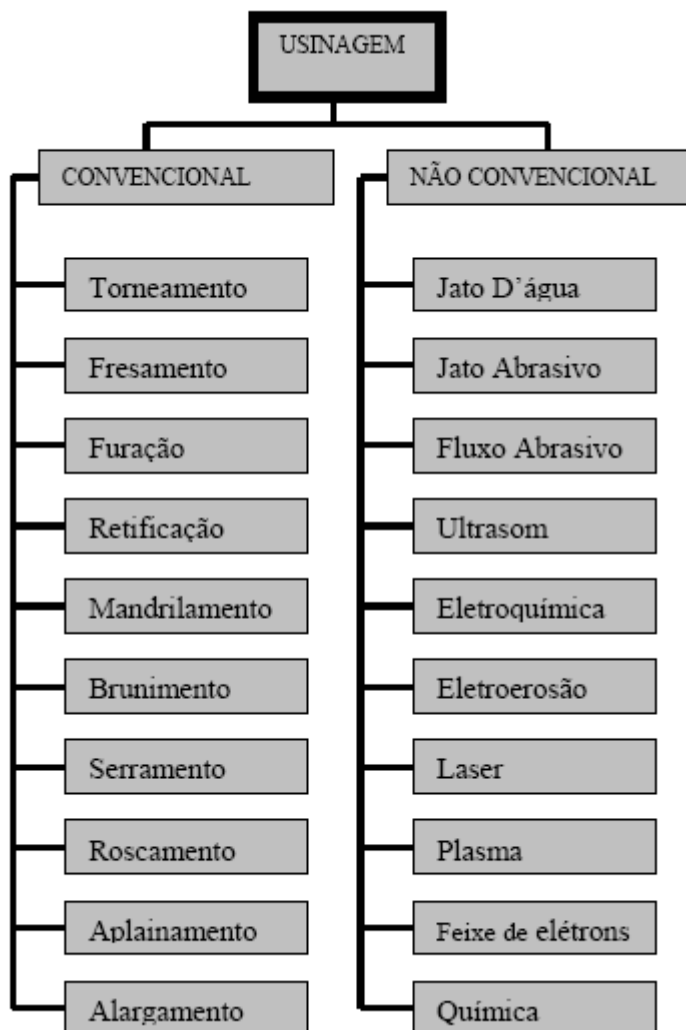 USINAGEM
CONVENCIONAL
NÃO CONVENCIONAL
Torneamento
Fresamento
Furação
Retificação
Mandrilamento
Brunimento
Serramento
Roscamento
Aplainamento
Alargamento
Jato D’água
Jato Abrasivo
Fluxo Abrasivo
Ultrasom
Eletroquímica
Eletroerosão
Laser
Plasma
Feixe de elétrons
Química